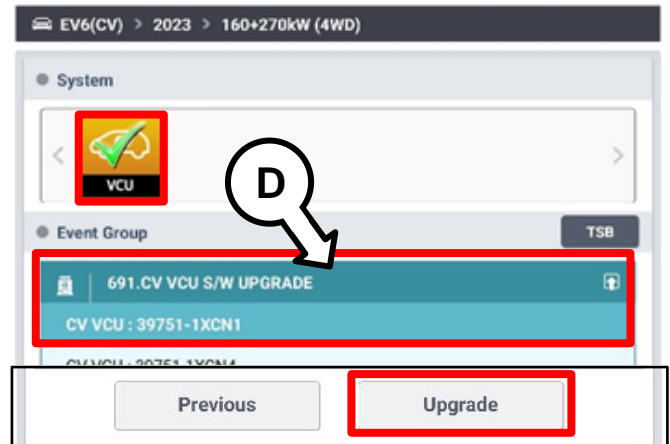 EV6(CV) > 2023 > 160+270kW (4WD)
System
VCU
D
Event Group
TSB
691.CV VCU S/W UPGRADE
CV VCU : 39751-1XCN1
Previous
Upgrade